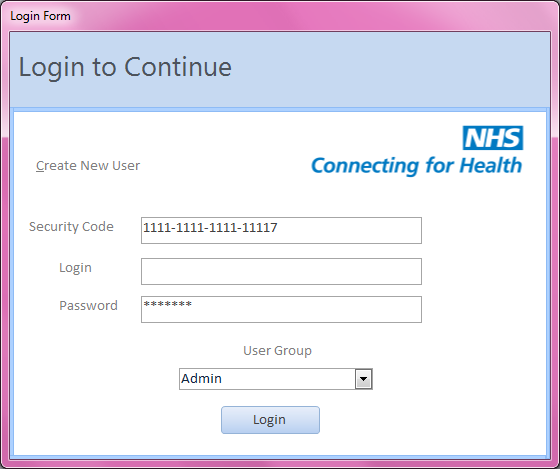 Login Form
Login to Continue
NHS
Connecting for Health
Create New User
Security Code 1111-1111-1111-11117
Login
Password *******
User Group
Admin
Login